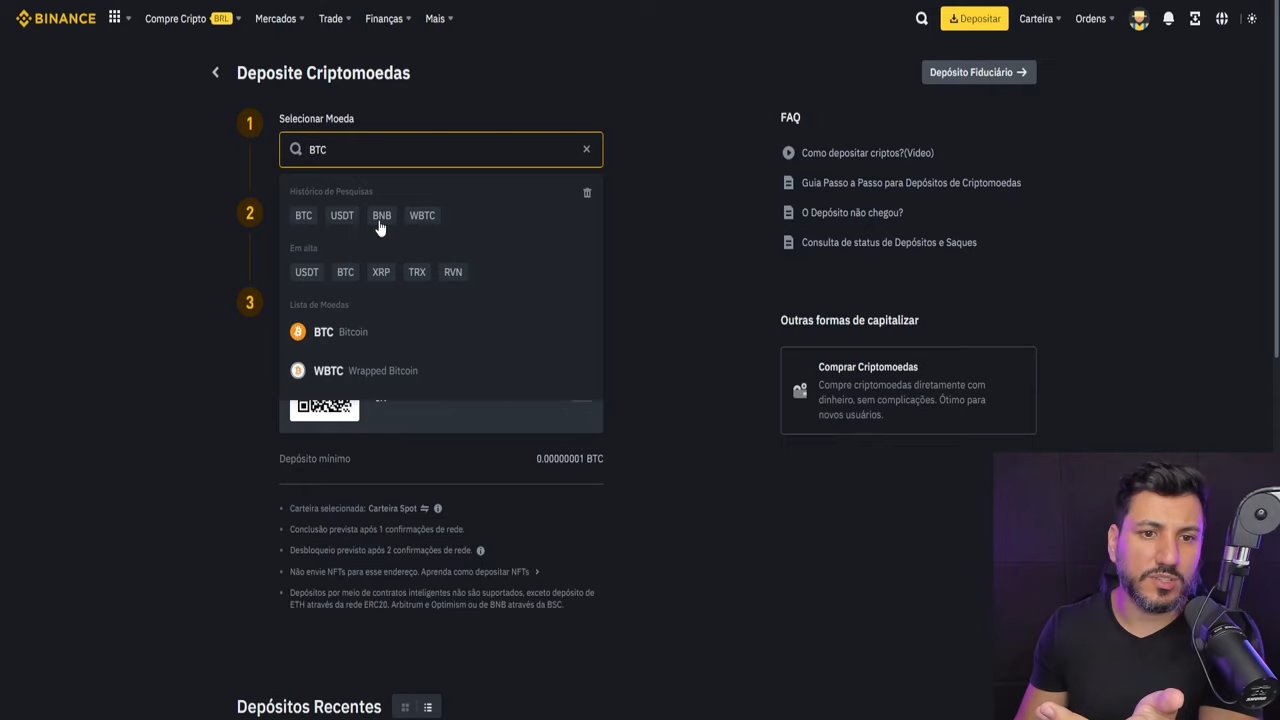 BINANCE
Compre Cripto BRL Mercados Trade Finanças Mais
Depositar Carteira Ordens
Deposite Criptomoedas
Depósito Fiduciário →
1
Selecionar Moeda
BTC
2
Histórico de Pesquisas
BTC USDT BNB WBTC
Em alta
USDT BTC XRP TRX RVN
3
Lista de Moedas
BTC Bitcoin
WBTC Wrapped Bitcoin
Depósito mínimo 0.00000001 BTC
Carteira selecionada: Carteira Spot
Conclusão prevista após 1 confirmações de rede.
Desbloqueio previsto após 2 confirmações de rede.
Não envie NFTs para esse endereço. Aprenda como depositar NFTs
Depósitos por meio de contratos inteligentes não são suportados, exceto depósito de
ETH através da rede ERC20, Arbitrum e Optimism ou de BNB através da BSC.
Depósitos Recentes
FAQ
Como depositar criptos?(Video)
Guia Passo a Passo para Depósitos de Criptomoedas
O Depósito não chegou?
Consulta de status de Depósitos e Saques
Outras formas de capitalizar
Comprar Criptomoedas
Compre criptomoedas diretamente com
dinheiro, sem complicações. Ótimo para
novos usuários.